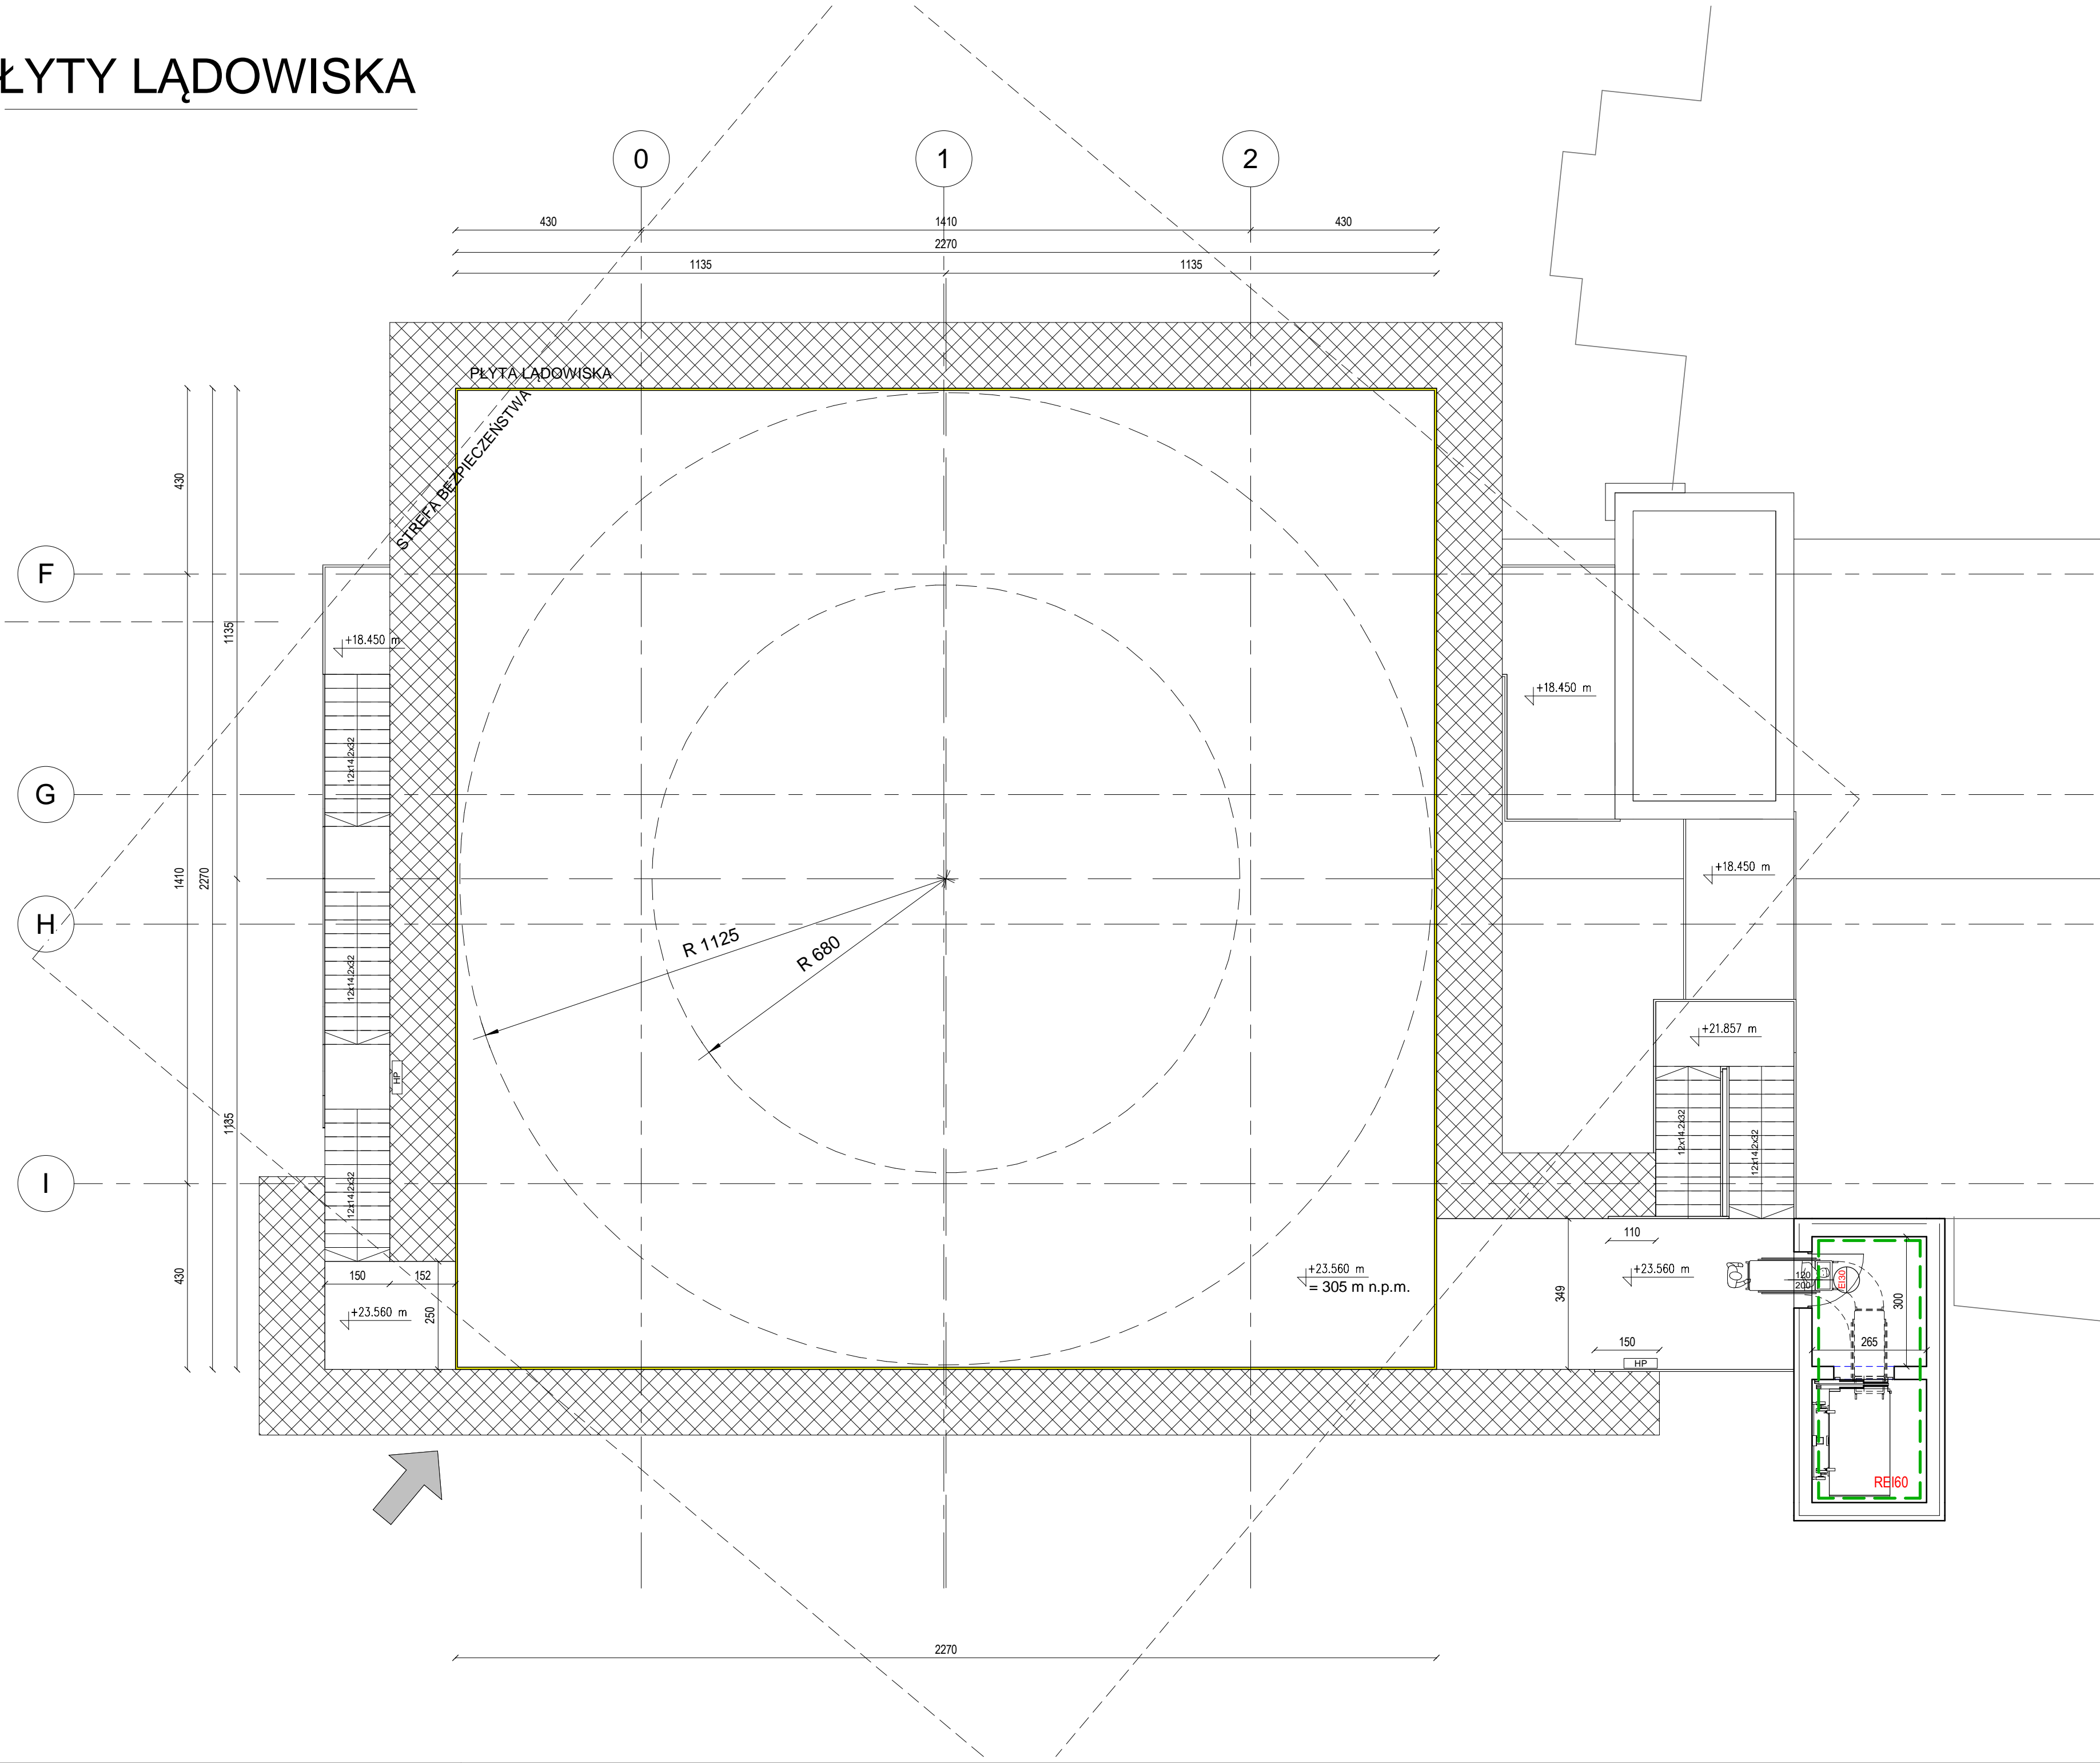 ŁYTY LĄDOWISKA
0
1
2
430
1410
430
2270
1135
1135
PŁYTA LĄDOWISKA
STREFA BEZPIECZEŃSTWA
F
G
H
I
430
1410
430
2270
1135
1135
+18.450 m
12x14.2x32
12x14.2x32
12x14.2x32
HP
150
152
250
+23.560 m
R 1125
R 680
+18.450 m
+18.450 m
+21.857 m
12x14.2x32
12x14.2x32
+23.560 m
= 305 m n.p.m.
110
+23.560 m
349
150
HP
120
200
EI30
300
265
REI60
2270